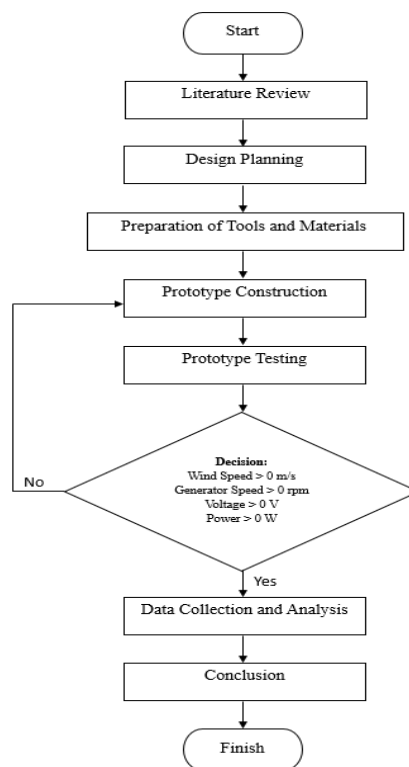 Start
Literature Review
Design Planning
Preparation of Tools and Materials
Prototype Construction
Prototype Testing
Decision:
Wind Speed > 0 m/s
Generator Speed > 0 rpm
Voltage > 0 V
Power > 0 W
No
Yes
Data Collection and Analysis
Conclusion
Finish